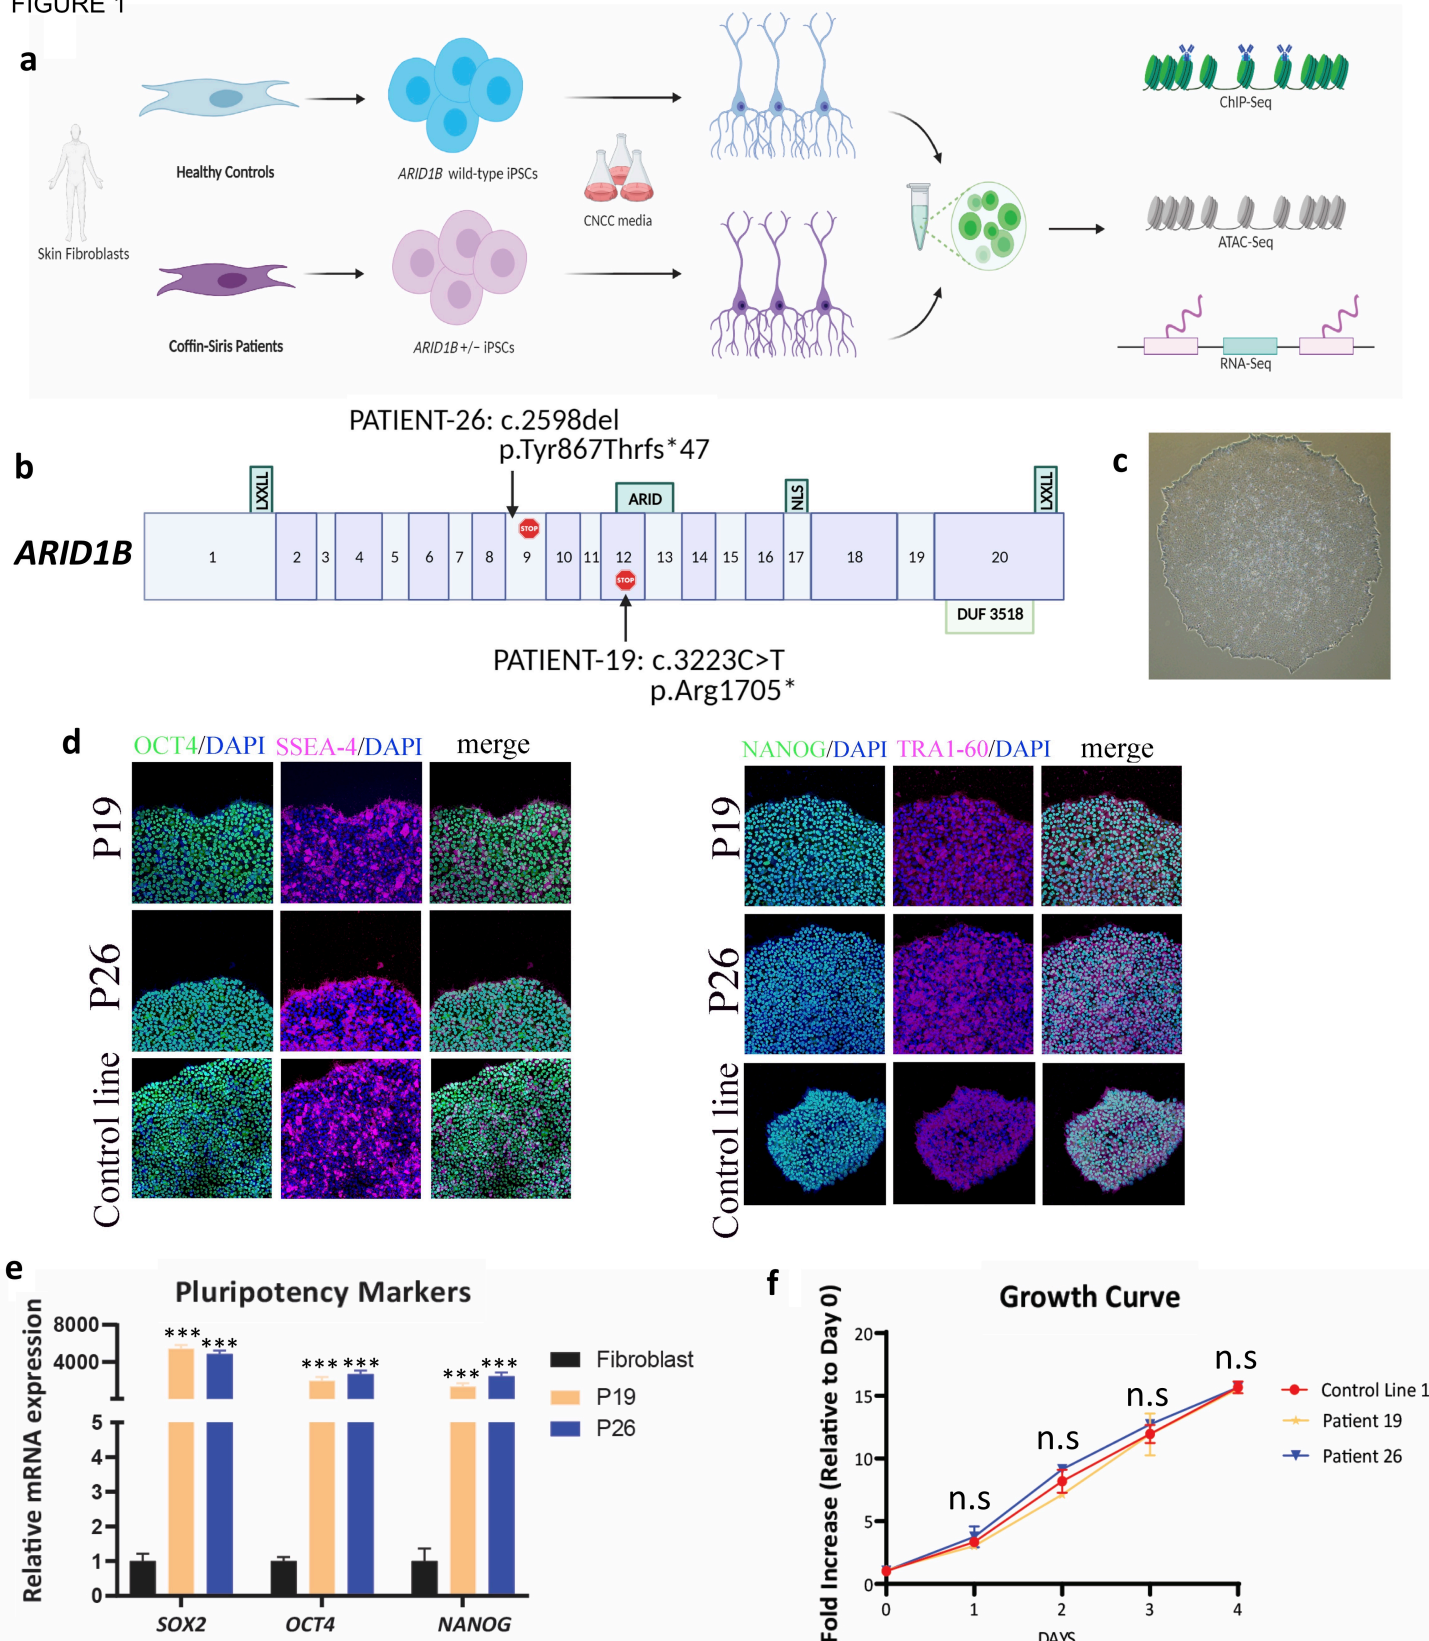 FIGURE 1
a
Skin Fibroblasts
Healthy Controls
Coffin-Siris Patients
ARID1B wild-type iPSCs
ARID1B +/− iPSCs
CNCC media
ChIP-Seq
ATAC-Seq
RNA-Seq
b
PATIENT-26: c.2598del
p.Tyr867Thrfs*47
LXXLL
ARID
NLS
LXXLL
ARID1B
1 2 3 4 5 6 7 8 9 10 11 12 13 14 15 16 17 18 19 20
STOP
STOP
DUF 3518
PATIENT-19: c.3223C>T
p.Arg1705*
c
d
OCT4/DAPI SSEA-4/DAPI merge
P19
P26
Control line
NANOG/DAPI TRA1-60/DAPI merge
P19
P26
Control line
e
Pluripotency Markers
Relative mRNA expression
8000
4000
5
4
3
2
1
0
*** ***
*** ***
*** ***
SOX2 OCT4 NANOG
Fibroblast
P19
P26
f
Growth Curve
Fold Increase (Relative to Day 0)
20
15
10
5
0
n.s
n.s
n.s
n.s
0 1 2 3 4
DAYS
Control Line 1
Patient 19
Patient 26